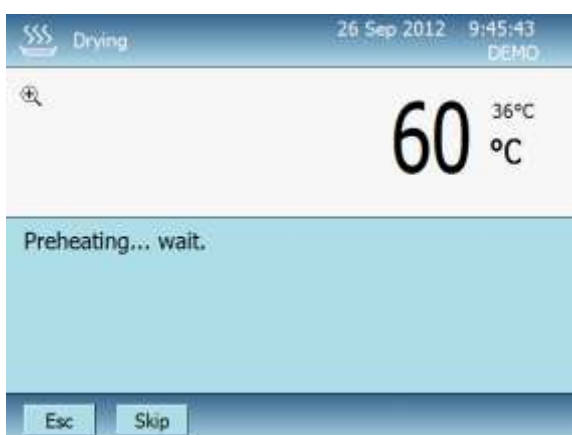 Drying 26 Sep 2012 9:45:43
DEMO
36°C
60 °C
Preheating... wait.
Esc Skip